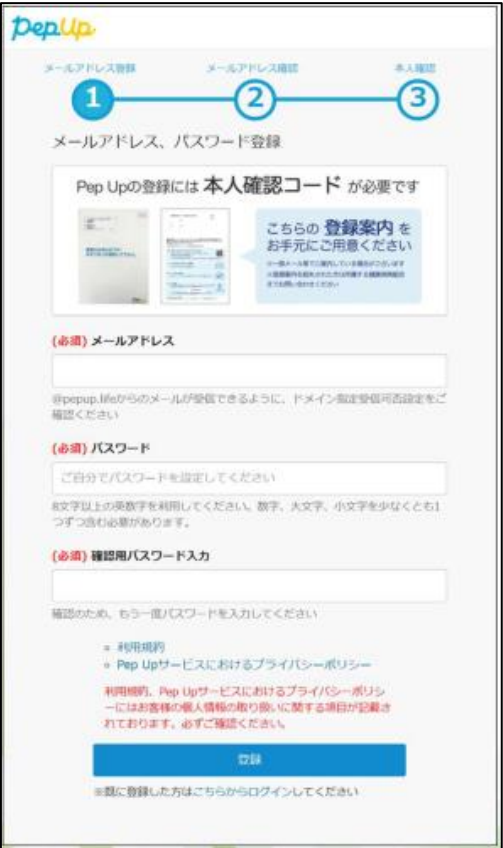 PepUp
メールアドレス登録
メールアドレス確認
本人確認
1
2
3
メールアドレス、パスワード登録
Pep Upの登録には 本人確認コード が必要です
こちらの 登録案内 を
お手元にご用意ください
(必須) メールアドレス
@pepup.lifeからのメールが受信できるように、ドメイン指定受信可否設定をご
確認ください
(必須) パスワード
ご自分でパスワードを設定してください
8文字以上の英数字を利用してください。数字、大文字、小文字を少なくとも1
つずつ含む必要があります。
(必須) 確認用パスワード入力
確認のため、もう一度パスワードを入力してください
利用規約
Pep Upサービスにおけるプライバシーポリシー
利用規約、Pep Upサービスにおけるプライバシーポリシ
ーにはお客様の個人情報の取り扱いに関する項目が記載さ
れております。必ずご確認ください。
登録
※既に登録した方はこちらからログインしてください